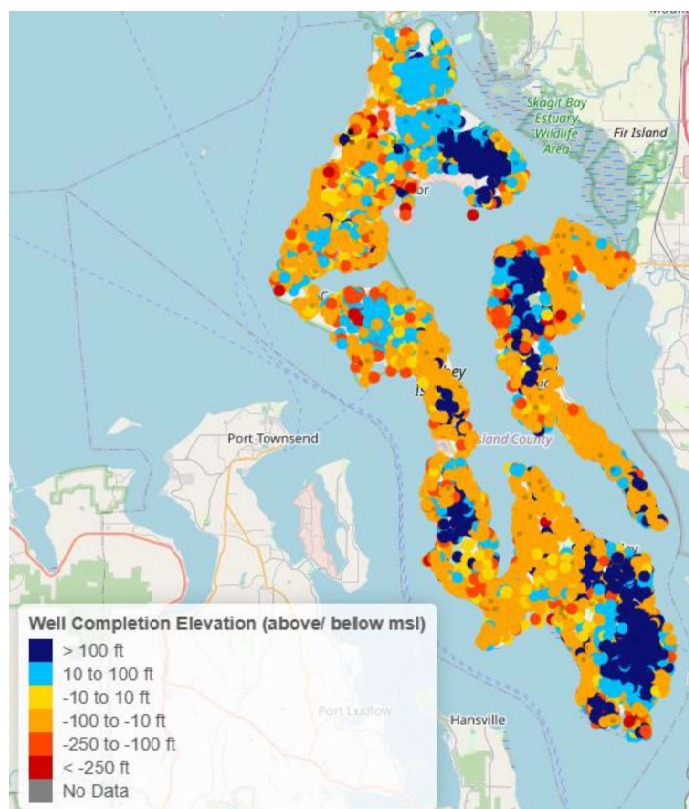 Skagit Bay
Estuary
Wildlife
Area
Fir Island
Port Townsend
Island County
Well Completion Elevation (above/ below msl)
> 100 ft
10 to 100 ft
-10 to 10 ft
-100 to -10 ft
-250 to -100 ft
< -250 ft
No Data
Port Ludlow
Hansville